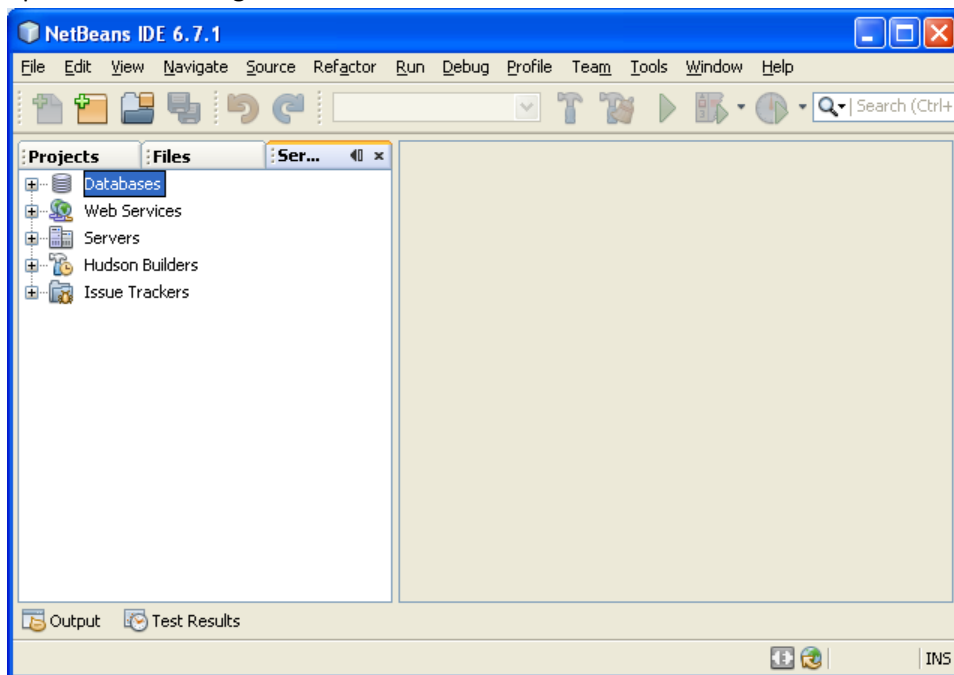 NetBeans IDE 6.7.1
File Edit View Navigate Source Refactor Run Debug Profile Team Tools Window Help
Search (Ctrl+
Projects Files Ser...
Databases
Web Services
Servers
Hudson Builders
Issue Trackers
Output Test Results
INS